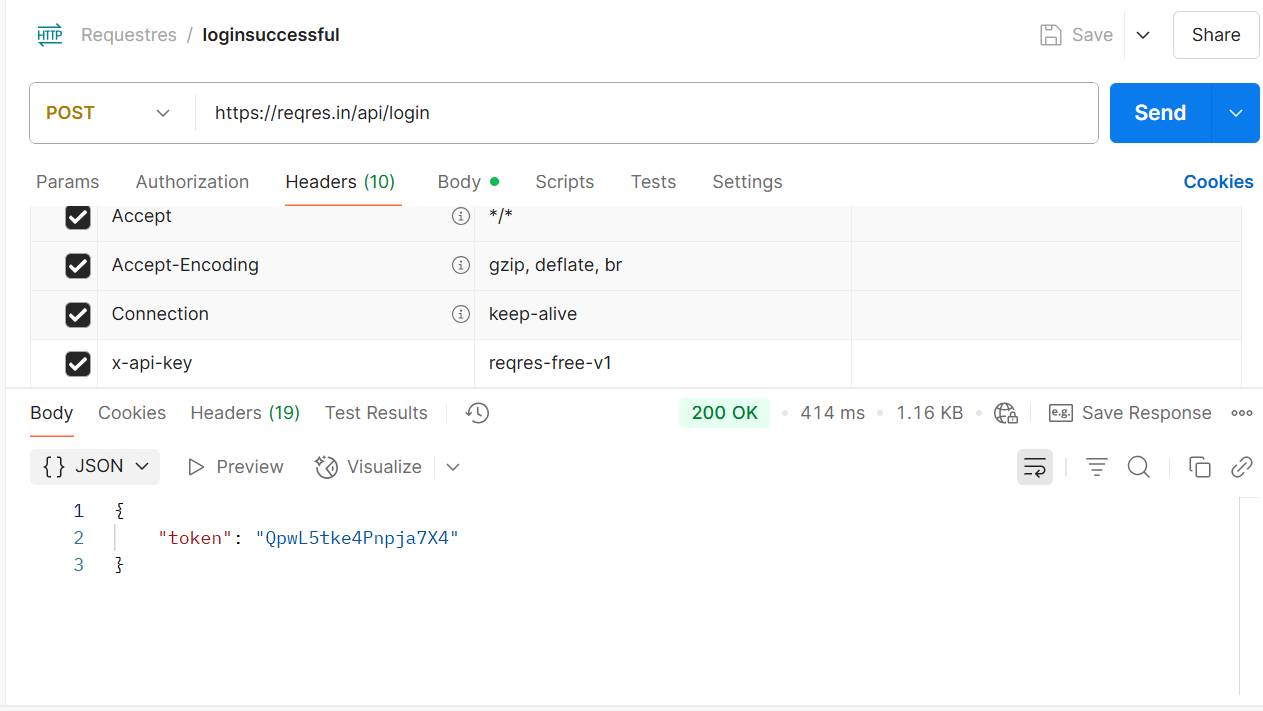 HTTP Requestres / loginsuccessful Save Share
POST https://reqres.in/api/login Send
Params Authorization Headers (10) Body Scripts Tests Settings Cookies
Accept */*
Accept-Encoding gzip, deflate, br
Connection keep-alive
x-api-key reqres-free-v1
Body Cookies Headers (19) Test Results 200 OK 414 ms 1.16 KB e.g. Save Response
{} JSON Preview Visualize
1 {
2 "token": "QpwL5tke4Pnpja7X4"
3 }